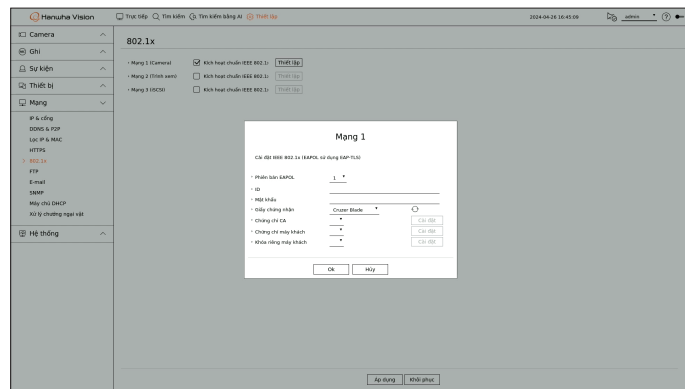 Hanwha Vision
Trực tiếp Tìm kiếm Tìm kiếm bằng AI Thiết lập
2024-04-26 16:45:09
admin
Camera
Ghi
Sự kiện
Thiết bị
Mạng
IP & cổng
DDNS & P2P
Lọc IP & MAC
HTTPS
802.1x
FTP
E-mail
SNMP
Máy chủ DHCP
Xử lý chướng ngại vật
Hệ thống
802.1x
Mạng 1 (Camera) Kích hoạt chuẩn IEEE 802.1x Thiết lập
Mạng 2 (Trình xem) Kích hoạt chuẩn IEEE 802.1x Thiết lập
Mạng 3 (iSCSI) Kích hoạt chuẩn IEEE 802.1x Thiết lập
Mạng 1
Cài đặt IEEE 802.1x (EAPOL sử dụng EAP-TLS)
Phiên bản EAPOL 1
ID
Mật khẩu
Giấy chứng nhận Cruzer Blade
Chứng chỉ CA Cài đặt
Chứng chỉ máy khách Cài đặt
Khóa riêng máy khách Cài đặt
Ok Hủy
Áp dụng Khôi phục